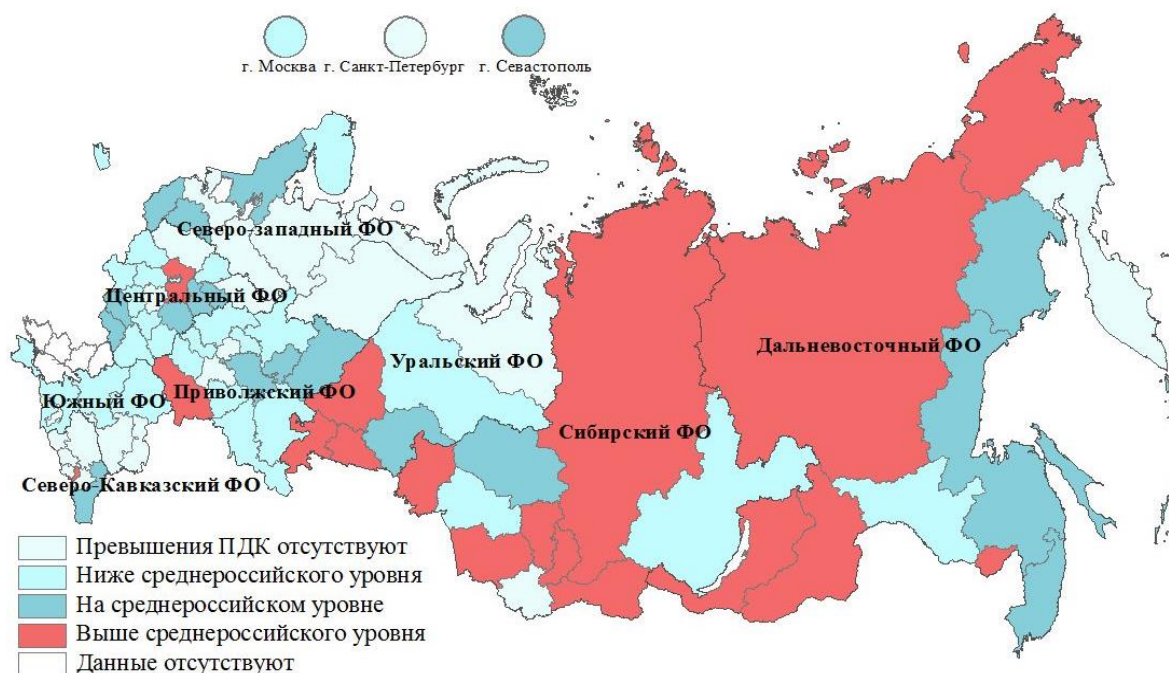 г. Москва г. Санкт-Петербург г. Севастополь
Северо-западный ФО
Центральный ФО
Уральский ФО
Дальневосточный ФО
Южный ФО
Приволжский ФО
Сибирский ФО
Северо-Кавказский ФО
Превышения ПДК отсутствуют
Ниже среднероссийского уровня
На среднероссийском уровне
Выше среднероссийского уровня
Данные отсутствуют